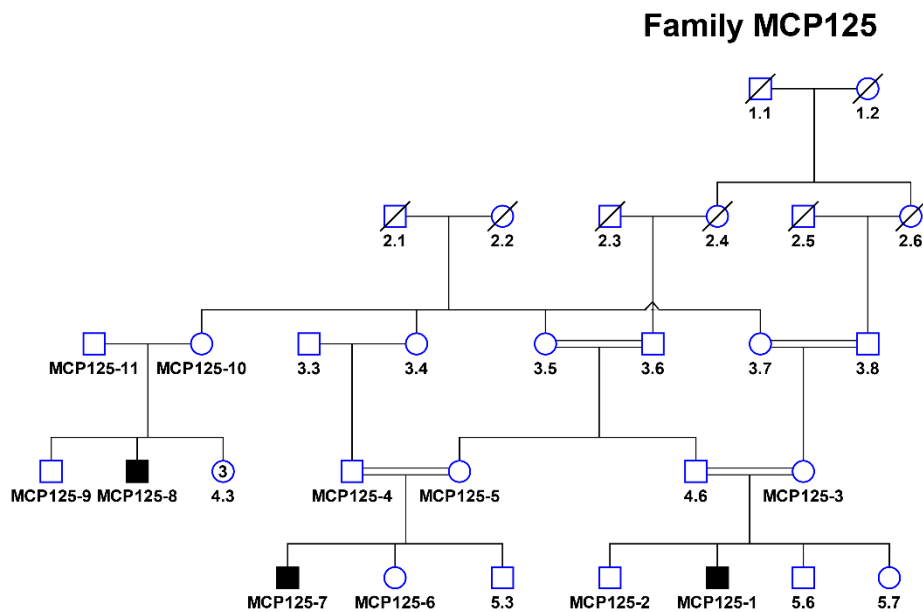 Family MCP125
1.1 1.2
2.1 2.2 2.3 2.4 2.5 2.6
MCP125-11 MCP125-10 3.3 3.4 3.5 3.6 3.7 3.8
3
MCP125-9 MCP125-8 4.3 MCP125-4 MCP125-5 4.6 MCP125-3
MCP125-7 MCP125-6 5.3 MCP125-2 MCP125-1 5.6 5.7